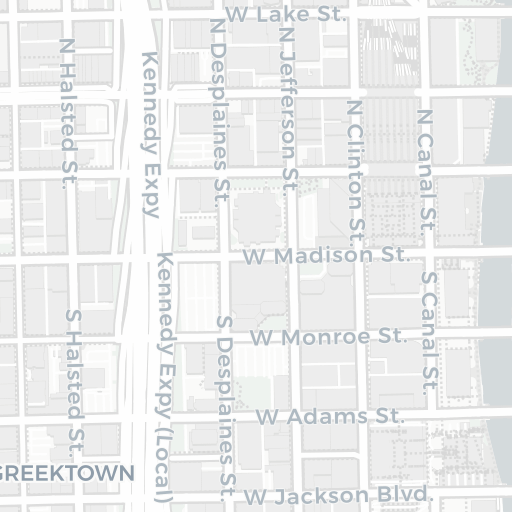 W Lake St.
N Halsted St.
Kennedy Expy
N Desplaines St
N Jefferson St
N Clinton St.
N Canal St.
W Madison St.
Kennedy Expy (Local)
S Canal St.
S Halsted St.
S Desplaines St.
W Monroe St.
W Adams St.
GREEKTOWN
W Jackson Blvd.